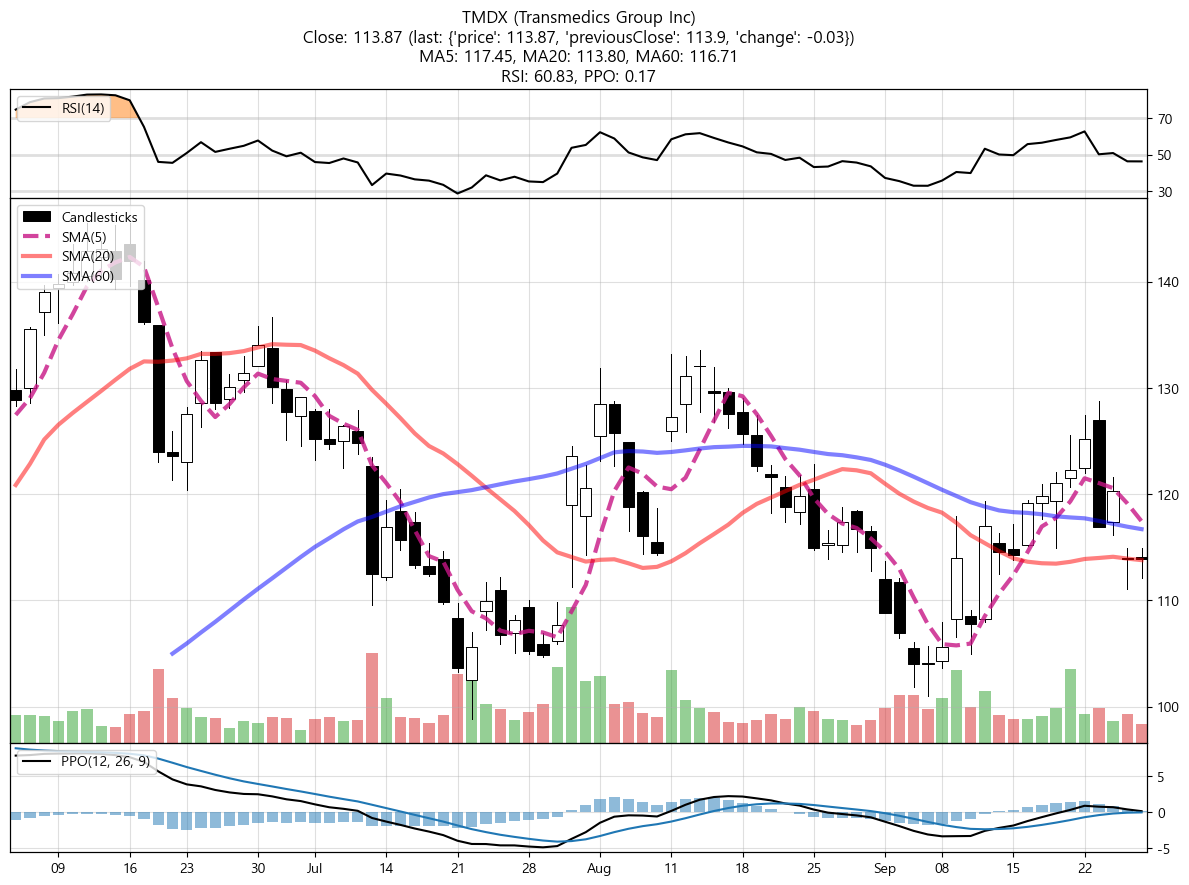 TMDX (Transmedics Group Inc)
Close: 113.87 (last: {'price': 113.87, 'previousClose': 113.9, 'change': -0.03})
MA5: 117.45, MA20: 113.80, MA60: 116.71
RSI: 60.83, PPO: 0.17
RSI(14)
70
50
30
Candlesticks
SMA(5)
SMA(20)
SMA(60)
140
130
120
110
100
PPO(12, 26, 9)
5
0
-5
09 16 23 30 Jul 14 21 28 Aug 11 18 25 Sep 08 15 22